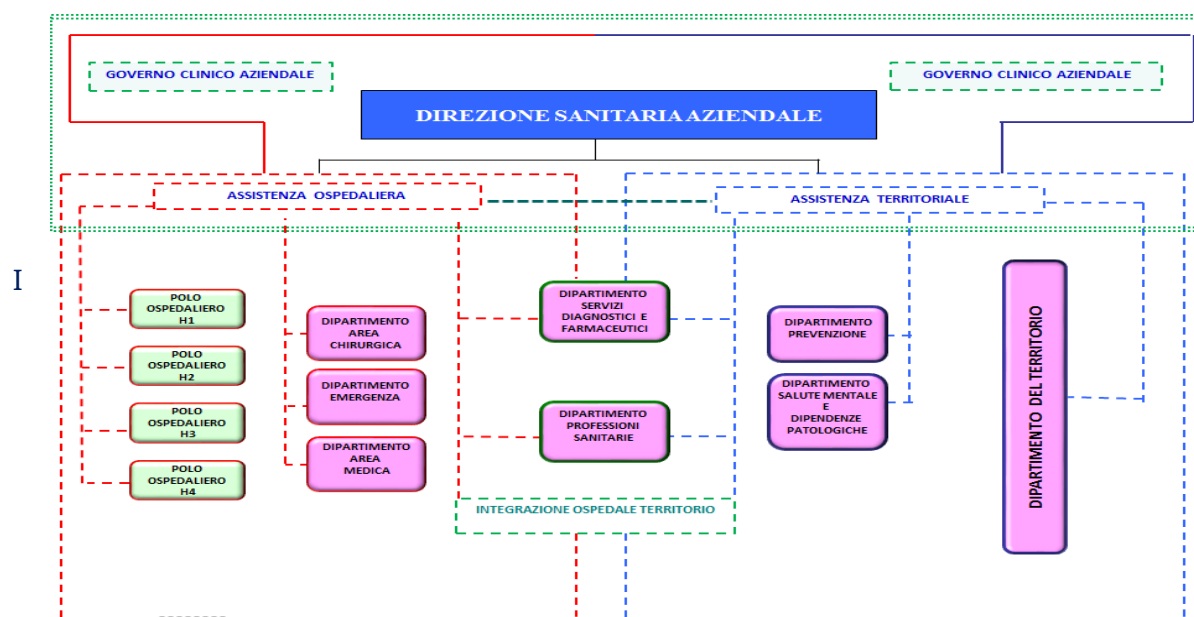 GOVERNO CLINICO AZIENDALE
GOVERNO CLINICO AZIENDALE
DIREZIONE SANITARIA AZIENDALE
ASSISTENZA OSPEDALIERA
ASSISTENZA TERRITORIALE
I
POLO
OSPEDALIERO
H1
POLO
OSPEDALIERO
H2
POLO
OSPEDALIERO
H3
POLO
OSPEDALIERO
H4
DIPARTIMENTO
AREA
CHIRURGICA
DIPARTIMENTO
EMERGENZA
DIPARTIMENTO
AREA
MEDICA
DIPARTIMENTO
SERVIZI
DIAGNOSTICI E
FARMACEUTICI
DIPARTIMENTO
PROFESSIONI
SANITARIE
INTEGRAZIONE OSPEDALE TERRITORIO
DIPARTIMENTO
PREVENZIONE
DIPARTIMENTO
SALUTE MENTALE
E
DIPENDENZE
PATOLOGICHE
DIPARTIMENTO DEL TERRITORIO